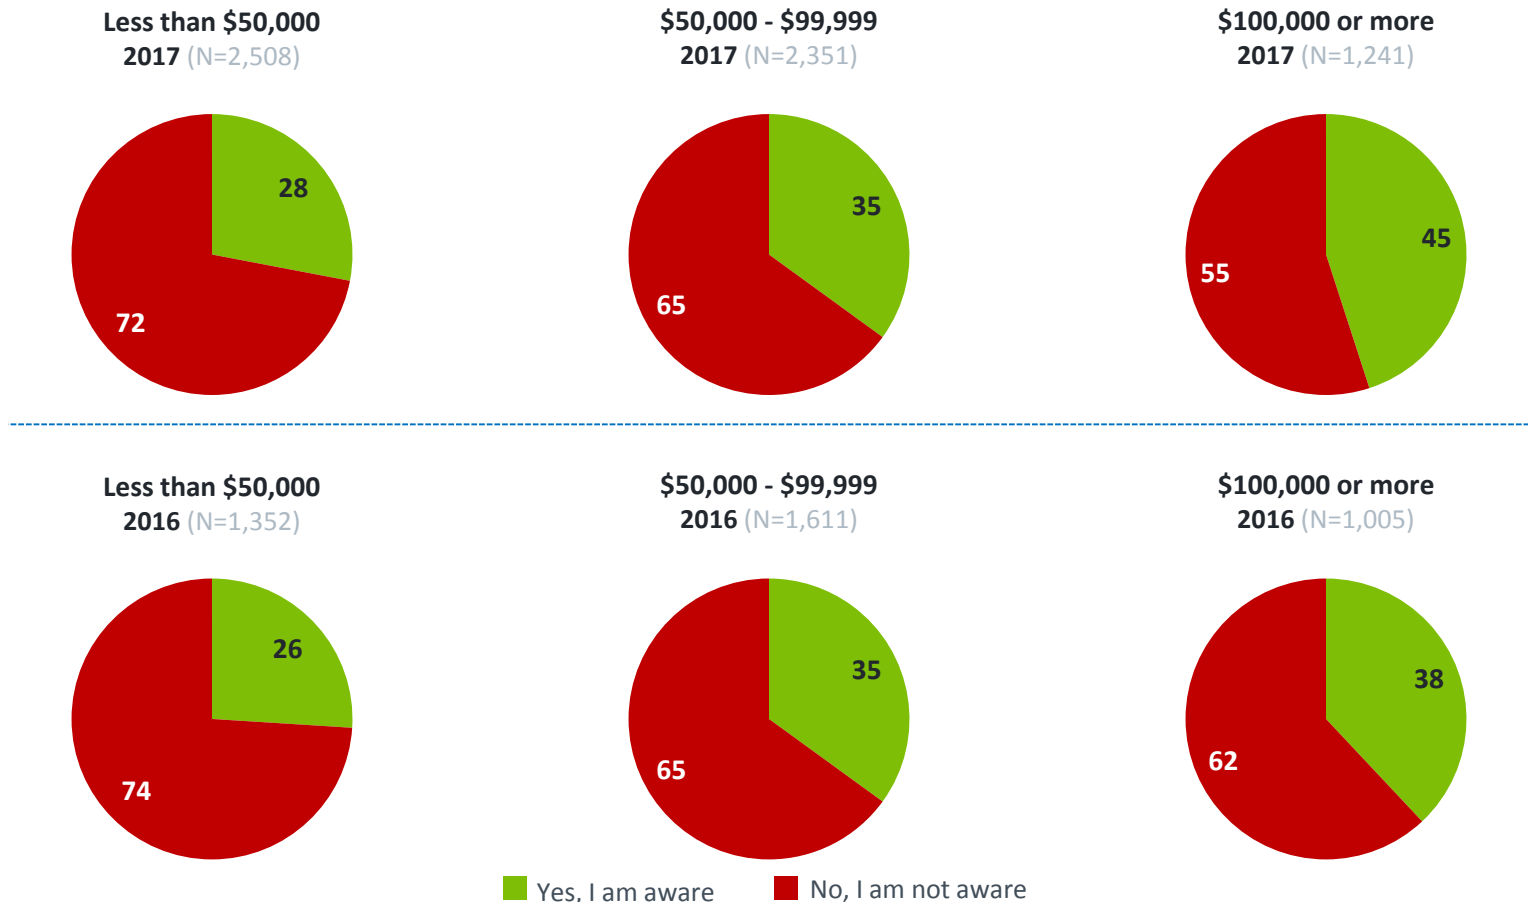 Less than $50,000
2017 (N=2,508)
$50,000 - $99,999
2017 (N=2,351)
$100,000 or more
2017 (N=1,241)
28
72
35
65
45
55
Less than $50,000
2016 (N=1,352)
$50,000 - $99,999
2016 (N=1,611)
$100,000 or more
2016 (N=1,005)
26
74
35
65
38
62
Yes, I am aware
No, I am not aware